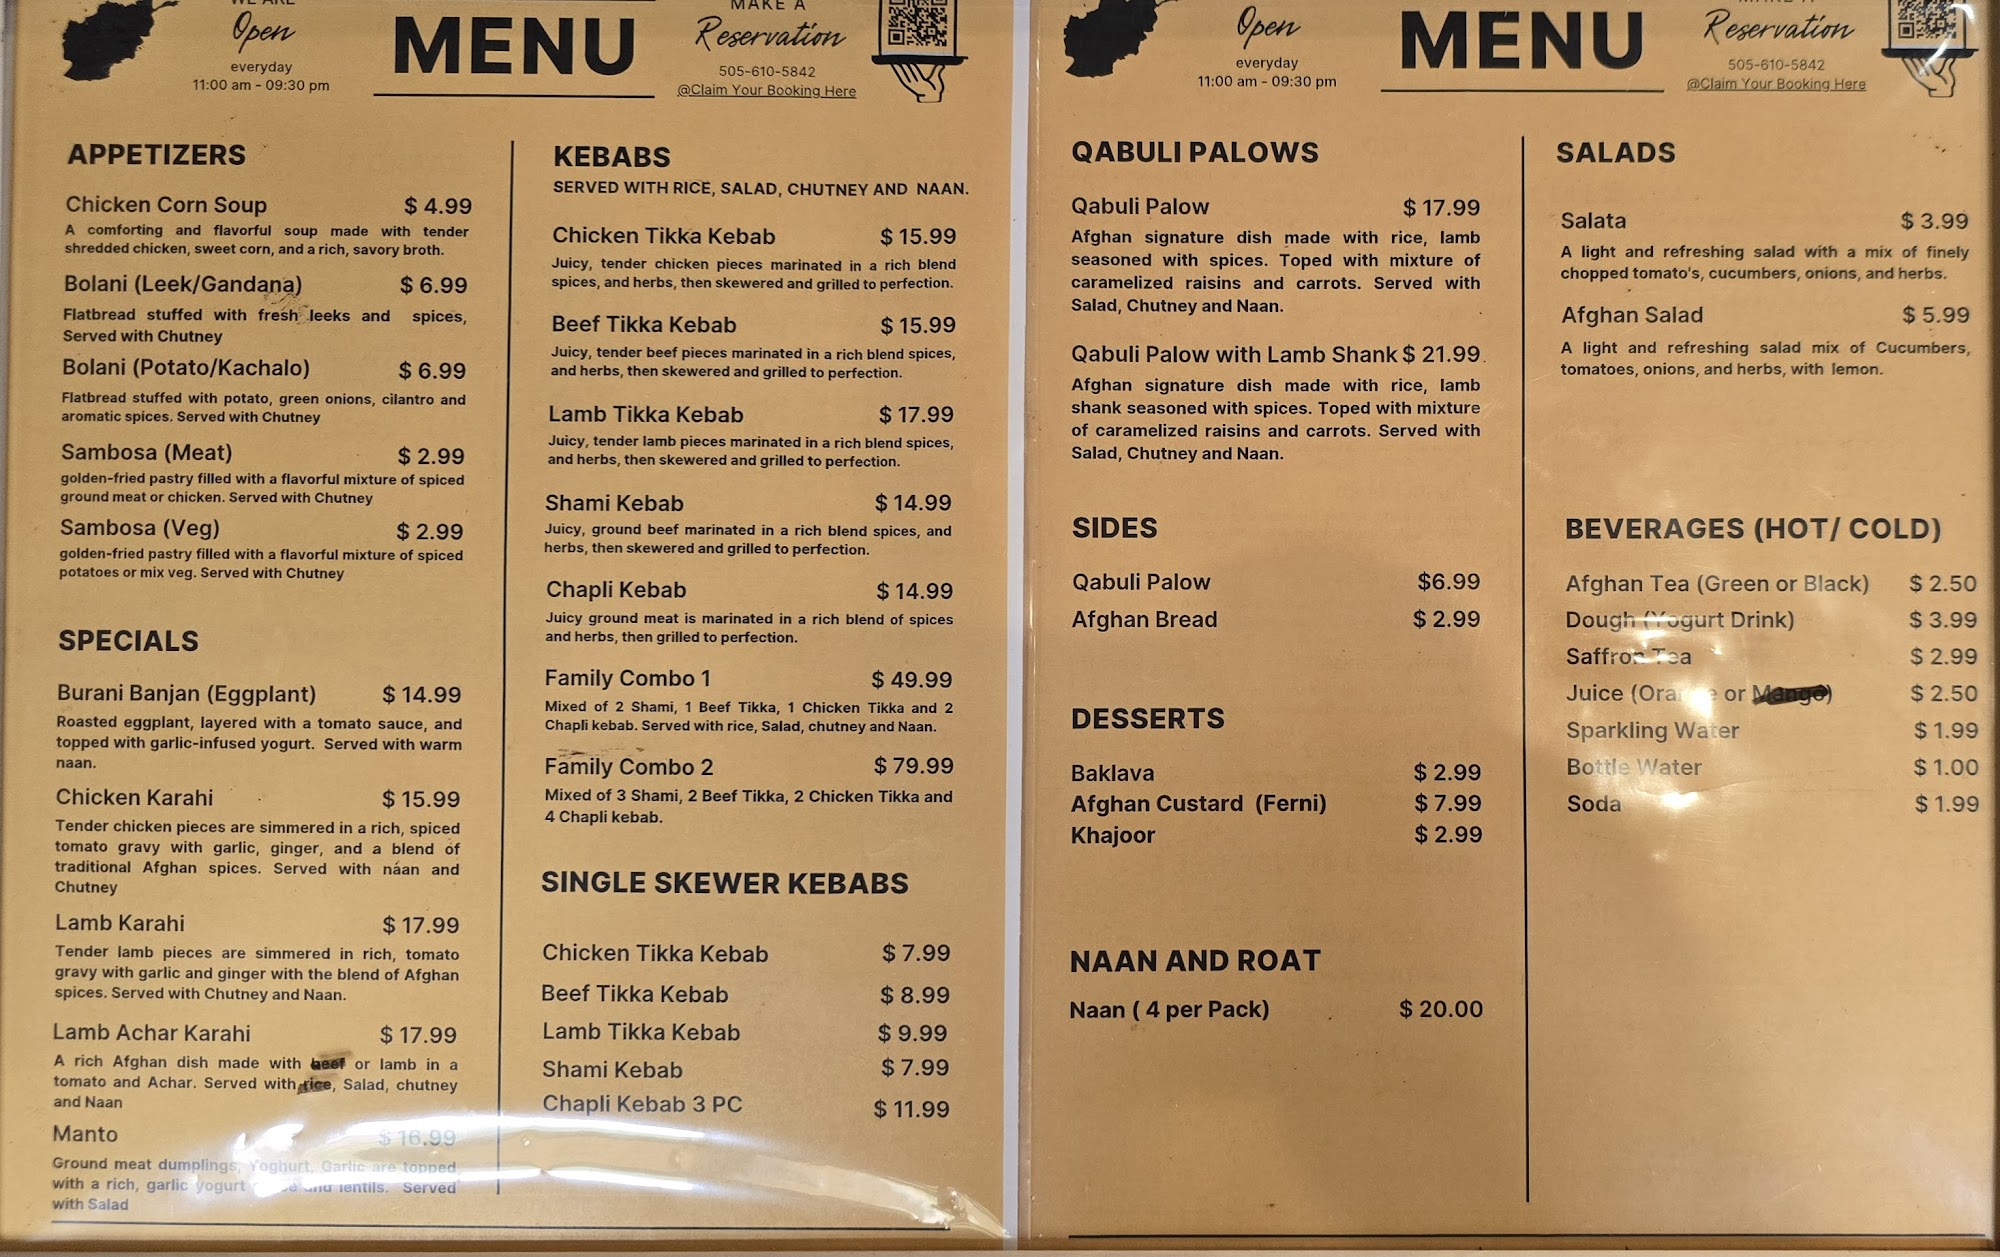 WE ARE
Open
everyday
11:00 am - 09:30 pm
MENU
MAKE A
Reservation
505-610-5842
@Claim Your Booking Here
APPETIZERS
Chicken Corn Soup $ 4.99
A comforting and flavorful soup made with tender
shredded chicken, sweet corn, and a rich, savory broth.
Bolani (Leek/Gandana) $ 6.99
Flatbread stuffed with fresh leeks and spices,
Served with Chutney
Bolani (Potato/Kachalo) $ 6.99
Flatbread stuffed with potato, green onions, cilantro and
aromatic spices. Served with Chutney
Sambosa (Meat) $ 2.99
golden-fried pastry filled with a flavorful mixture of spiced
ground meat or chicken. Served with Chutney
Sambosa (Veg) $ 2.99
golden-fried pastry filled with a flavorful mixture of spiced
potatoes or mix veg. Served with Chutney
SPECIALS
Burani Banjan (Eggplant) $ 14.99
Roasted eggplant, layered with a tomato sauce, and
topped with garlic-infused yogurt. Served with warm
naan.
Chicken Karahi $ 15.99
Tender chicken pieces are simmered in a rich, spiced
tomato gravy with garlic, ginger, and a blend of
traditional Afghan spices. Served with náan and
Chutney
Lamb Karahi $ 17.99
Tender lamb pieces are simmered in rich, tomato
gravy with garlic and ginger with the blend of Afghan
spices. Served with Chutney and Naan.
Lamb Achar Karahi $ 17.99
A rich Afghan dish made with beef or lamb in a
tomato and Achar. Served with rice, Salad, chutney
and Naan
Manto $ 16.99
Ground meat dumplings, Yoghurt, Garlic are topped
with a rich, garlic yogurt and lentils. Served
with Salad
KEBABS
SERVED WITH RICE, SALAD, CHUTNEY AND NAAN.
Chicken Tikka Kebab $ 15.99
Juicy, tender chicken pieces marinated in a rich blend
spices, and herbs, then skewered and grilled to perfection.
Beef Tikka Kebab $ 15.99
Juicy, tender beef pieces marinated in a rich blend spices,
and herbs, then skewered and grilled to perfection.
Lamb Tikka Kebab $ 17.99
Juicy, tender lamb pieces marinated in a rich blend spices,
and herbs, then skewered and grilled to perfection.
Shami Kebab $ 14.99
Juicy, ground beef marinated in a rich blend spices, and
herbs, then skewered and grilled to perfection.
Chapli Kebab $ 14.99
Juicy ground meat is marinated in a rich blend of spices
and herbs, then grilled to perfection.
Family Combo 1 $ 49.99
Mixed of 2 Shami, 1 Beef Tikka, 1 Chicken Tikka and 2
Chapli kebab. Served with rice, Salad, chutney and Naan.
Family Combo 2 $ 79.99
Mixed of 3 Shami, 2 Beef Tikka, 2 Chicken Tikka and
4 Chapli kebab.
SINGLE SKEWER KEBABS
Chicken Tikka Kebab $ 7.99
Beef Tikka Kebab $ 8.99
Lamb Tikka Kebab $ 9.99
Shami Kebab $ 7.99
Chapli Kebab 3 PC $ 11.99
Open
everyday
11:00 am - 09:30 pm
MENU
Reservation
505-610-5842
@Claim Your Booking Here
QABULI PALOWS
Qabuli Palow $ 17.99
Afghan signature dish made with rice, lamb
seasoned with spices. Toped with mixture of
caramelized raisins and carrots. Served with
Salad, Chutney and Naan.
Qabuli Palow with Lamb Shank $ 21.99
Afghan signature dish made with rice, lamb
shank seasoned with spices. Toped with mixture
of caramelized raisins and carrots. Served with
Salad, Chutney and Naan.
SIDES
Qabuli Palow $6.99
Afghan Bread $ 2.99
DESSERTS
Baklava $ 2.99
Afghan Custard (Ferni) $ 7.99
Khajoor $ 2.99
NAAN AND ROAT
Naan ( 4 per Pack) $ 20.00
SALADS
Salata $ 3.99
A light and refreshing salad with a mix of finely
chopped tomato's, cucumbers, onions, and herbs.
Afghan Salad $ 5.99
A light and refreshing salad mix of Cucumbers,
tomatoes, onions, and herbs, with lemon.
BEVERAGES (HOT/ COLD)
Afghan Tea (Green or Black) $ 2.50
Dough (Yogurt Drink) $ 3.99
Saffron Tea $ 2.99
Juice (Orange or Mango) $ 2.50
Sparkling Water $ 1.99
Bottle Water $ 1.00
Soda $ 1.99